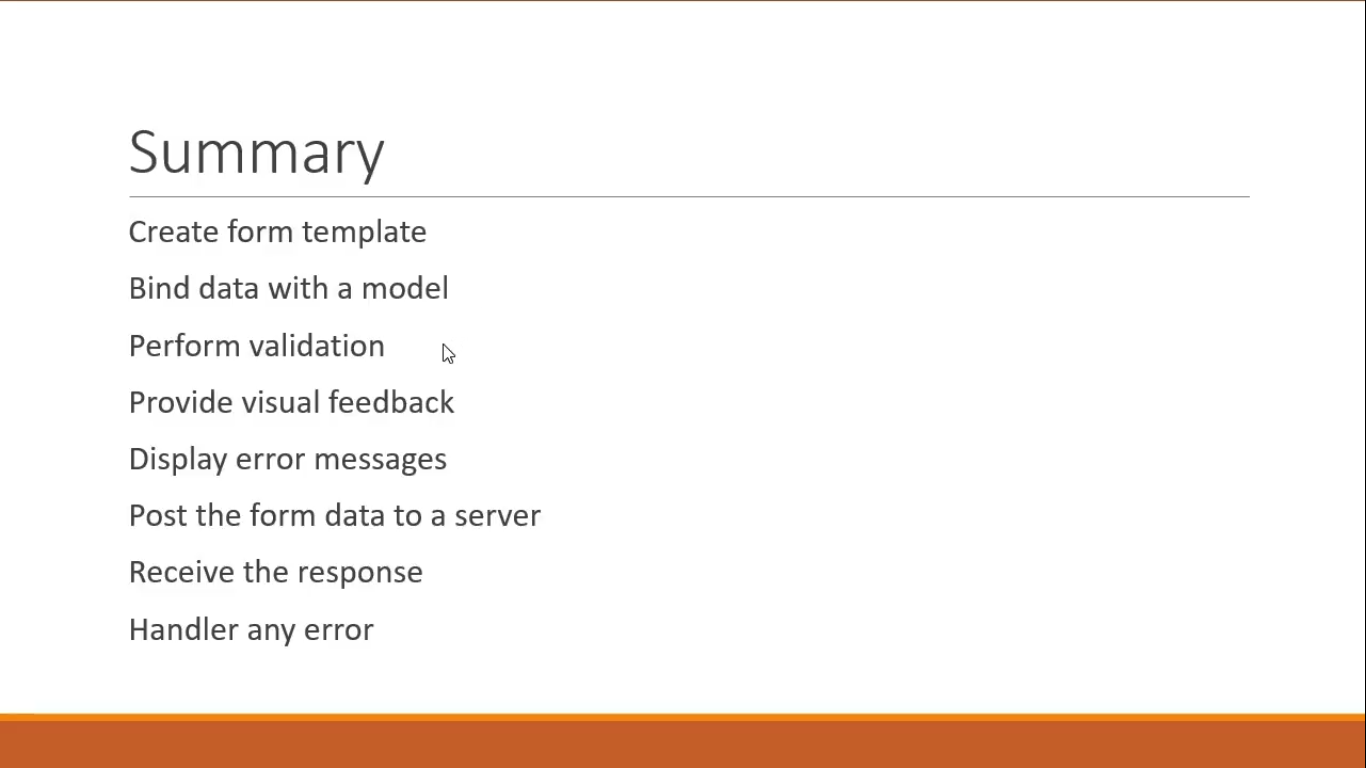 Summary
Create form template
Bind data with a model
Perform validation
Provide visual feedback
Display error messages
Post the form data to a server
Receive the response
Handler any error